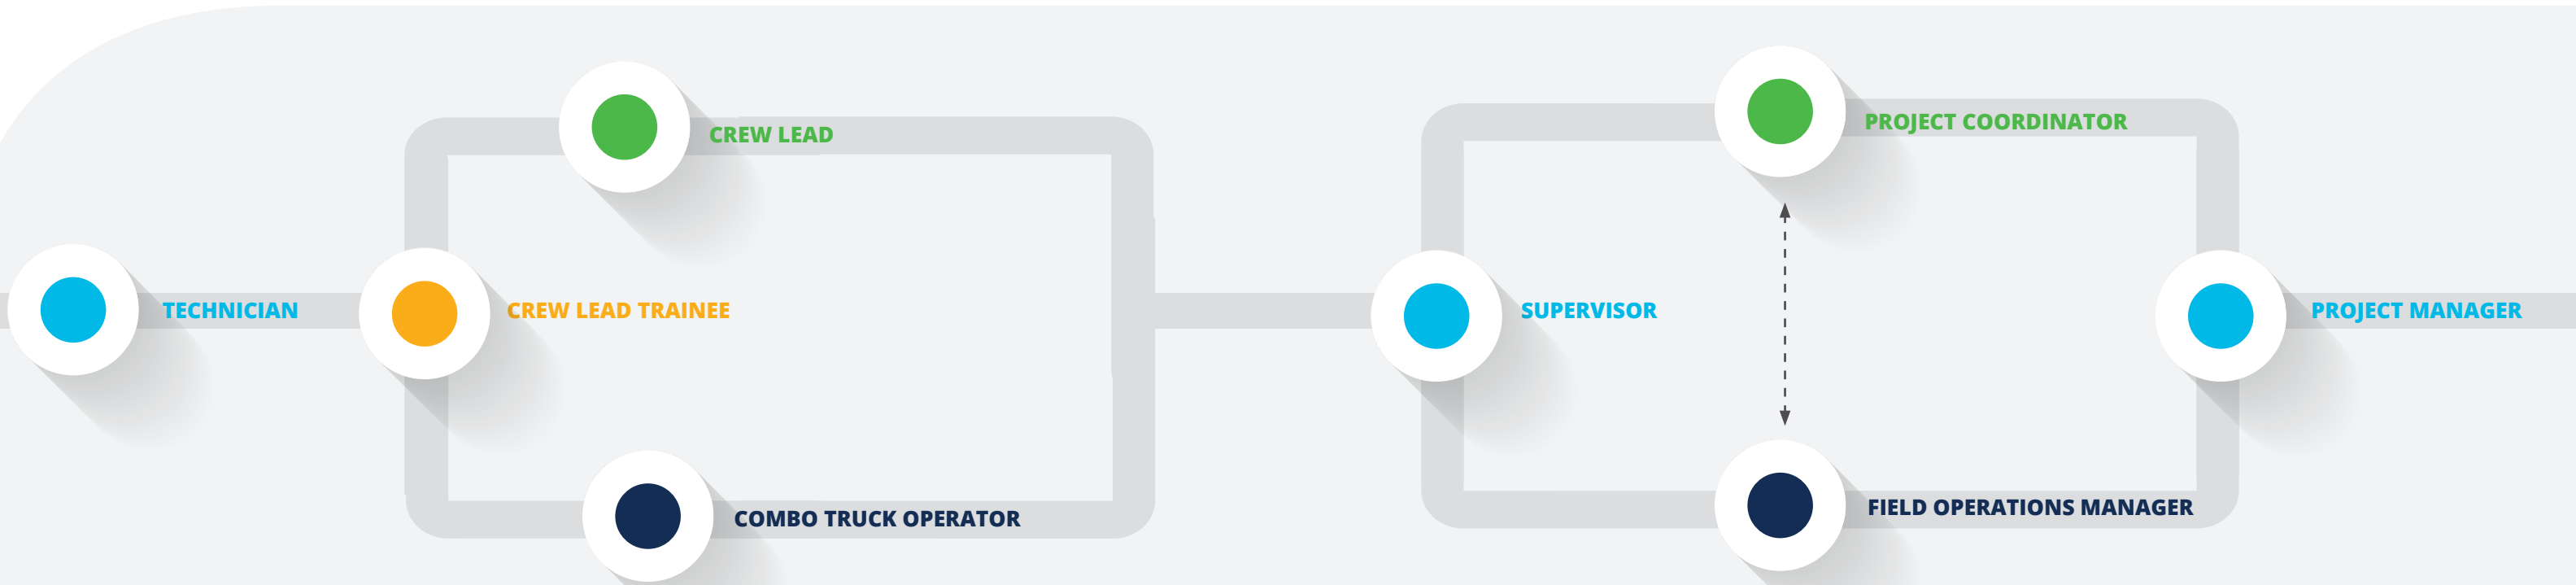 CREW LEAD
PROJECT COORDINATOR
TECHNICIAN
CREW LEAD TRAINEE
SUPERVISOR
PROJECT MANAGER
COMBO TRUCK OPERATOR
FIELD OPERATIONS MANAGER